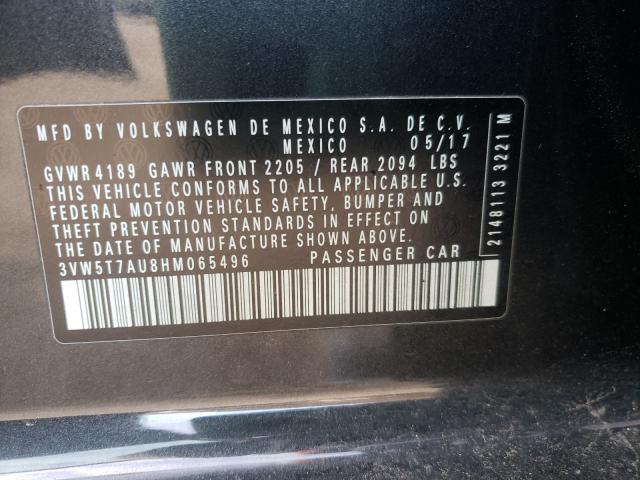 MFD BY VOLKSWAGEN DE MEXICO S.A. DE C.V.
MEXICO 05/17
GVWR 4189 GAWR FRONT 2205 / REAR 2094 LBS
THIS VEHICLE CONFORMS TO ALL APPLICABLE U.S.
FEDERAL MOTOR VEHICLE SAFETY, BUMPER AND
THEFT PREVENTION STANDARDS IN EFFECT ON
THE DATE OF MANUFACTURE SHOWN ABOVE.
3VW5T7AU8HM065496 PASSENGER CAR
2148113 3221 M